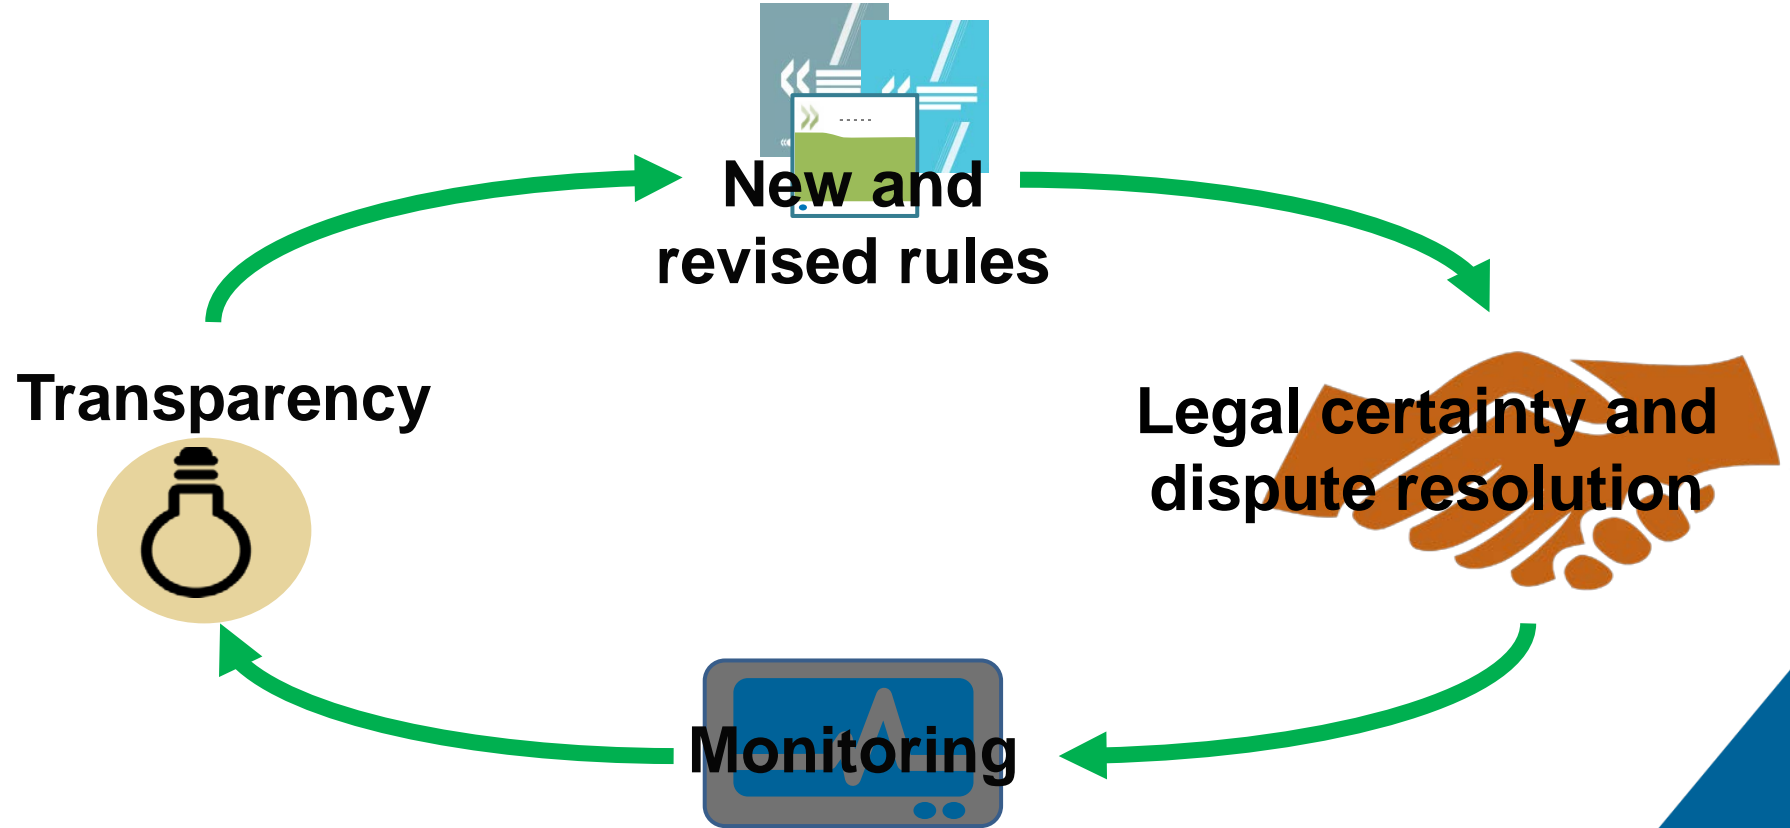 New and
revised rules
Transparency
Legal certainty and
dispute resolution
Monitoring